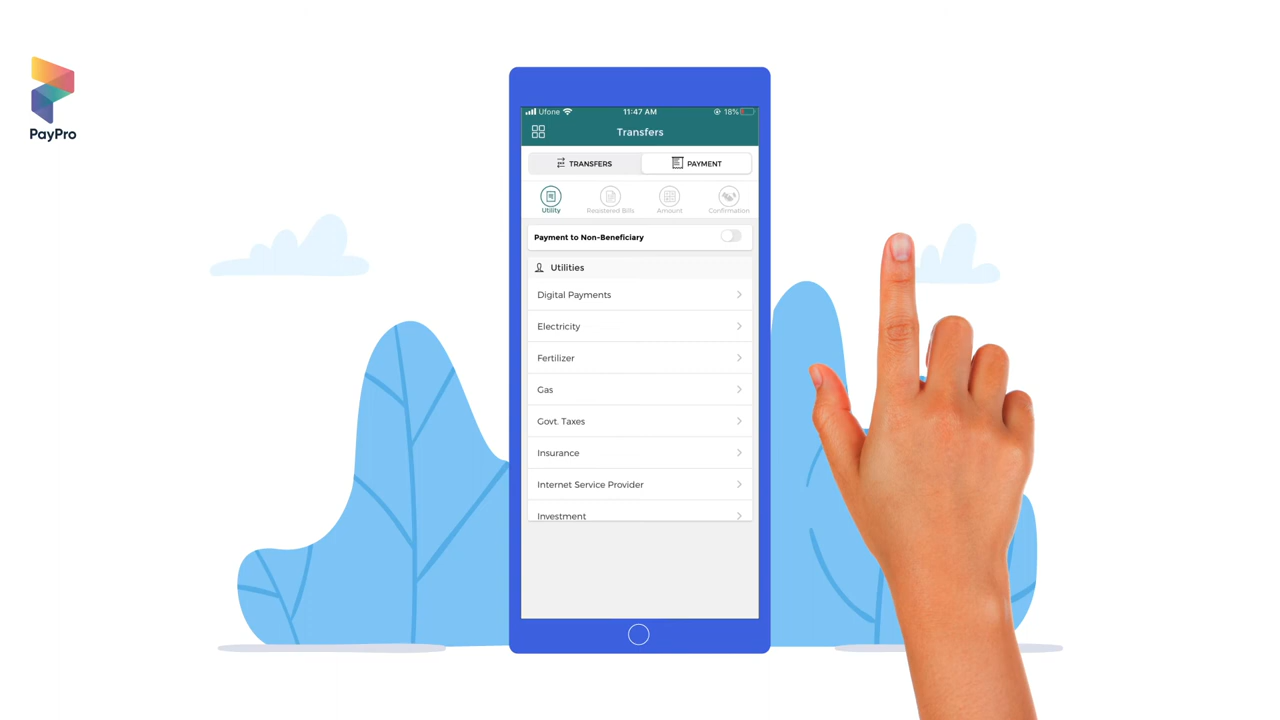 PayPro
Ufone 11:47 AM 18%
Transfers
TRANSFERS PAYMENT
Utility Registered Bills Amount Confirmation
Payment to Non-Beneficiary
Utilities
Digital Payments
Electricity
Fertilizer
Gas
Govt. Taxes
Insurance
Internet Service Provider
Investment